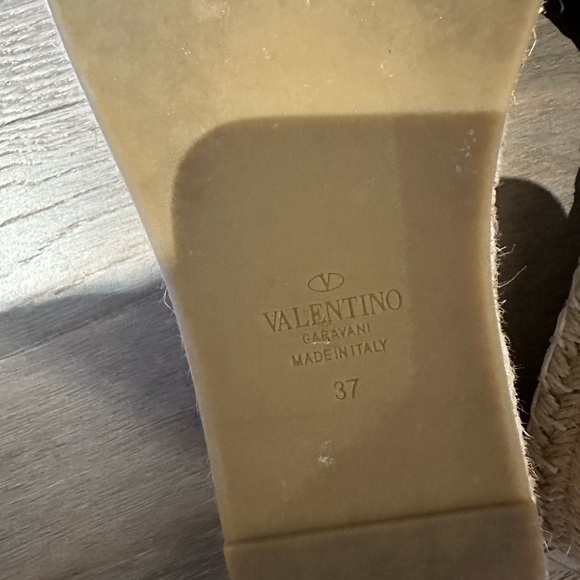 V
VALENTINO
GARAVANI
MADE IN ITALY
37